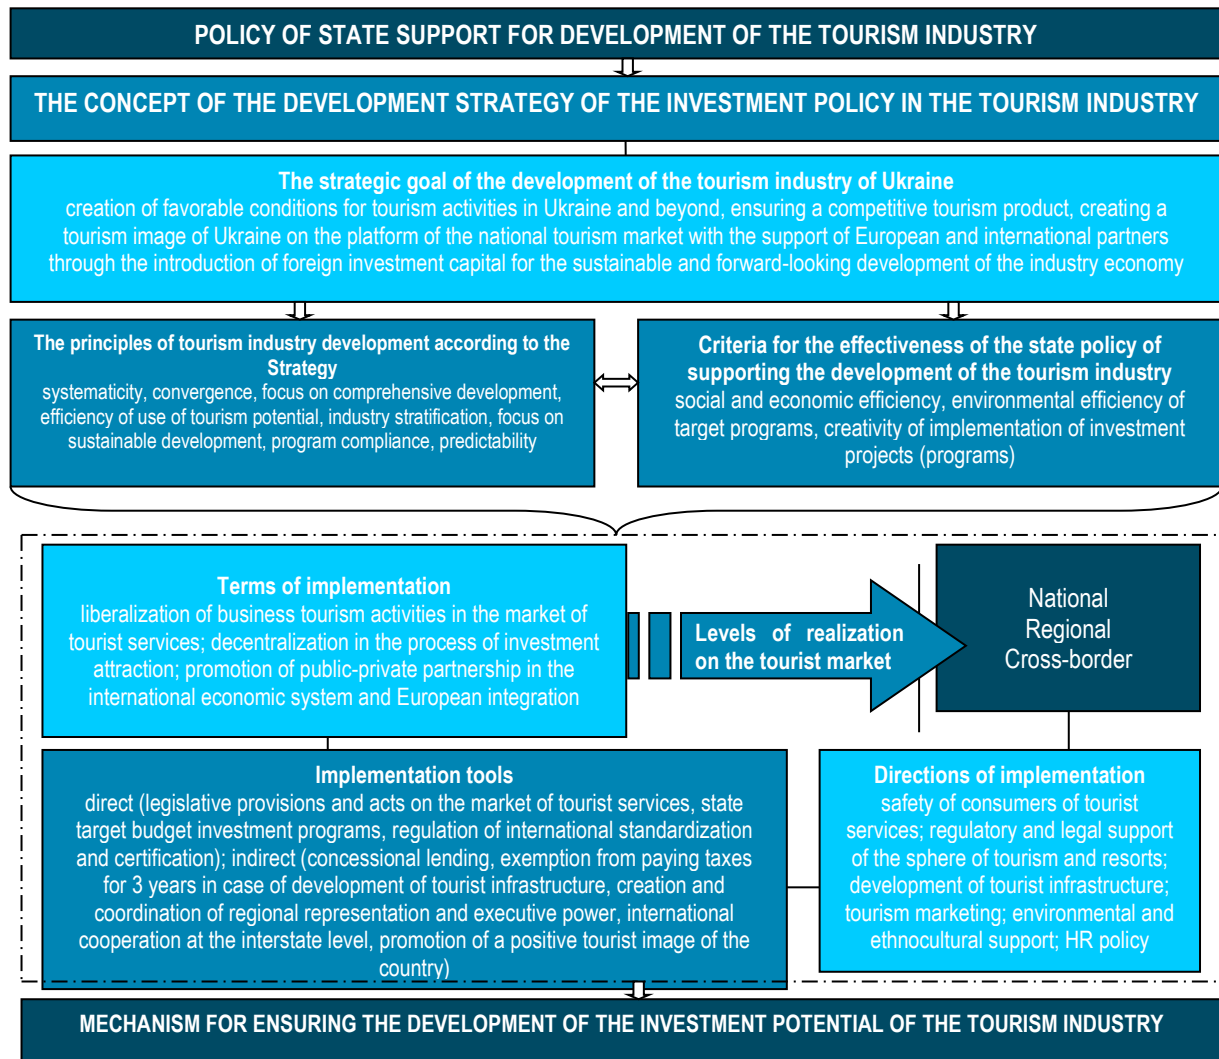 POLICY OF STATE SUPPORT FOR DEVELOPMENT OF THE TOURISM INDUSTRY
THE CONCEPT OF THE DEVELOPMENT STRATEGY OF THE INVESTMENT POLICY IN THE TOURISM INDUSTRY
The strategic goal of the development of the tourism industry of Ukraine
creation of favorable conditions for tourism activities in Ukraine and beyond, ensuring a competitive tourism product, creating a
tourism image of Ukraine on the platform of the national tourism market with the support of European and international partners
through the introduction of foreign investment capital for the sustainable and forward-looking development of the industry economy
The principles of tourism industry development according to the
Strategy
systematicity, convergence, focus on comprehensive development,
efficiency of use of tourism potential, industry stratification, focus on
sustainable development, program compliance, predictability
Criteria for the effectiveness of the state policy of
supporting the development of the tourism industry
social and economic efficiency, environmental efficiency of
target programs, creativity of implementation of investment
projects (programs)
Terms of implementation
liberalization of business tourism activities in the market of
tourist services; decentralization in the process of investment
attraction; promotion of public-private partnership in the
international economic system and European integration
Levels of realization
on the tourist market
National
Regional
Cross-border
Implementation tools
direct (legislative provisions and acts on the market of tourist services, state
target budget investment programs, regulation of international standardization
and certification); indirect (concessional lending, exemption from paying taxes
for 3 years in case of development of tourist infrastructure, creation and
coordination of regional representation and executive power, international
cooperation at the interstate level, promotion of a positive tourist image of the
country)
Directions of implementation
safety of consumers of tourist
services; regulatory and legal support
of the sphere of tourism and resorts;
development of tourist infrastructure;
tourism marketing; environmental and
ethnocultural support; HR policy
MECHANISM FOR ENSURING THE DEVELOPMENT OF THE INVESTMENT POTENTIAL OF THE TOURISM INDUSTRY